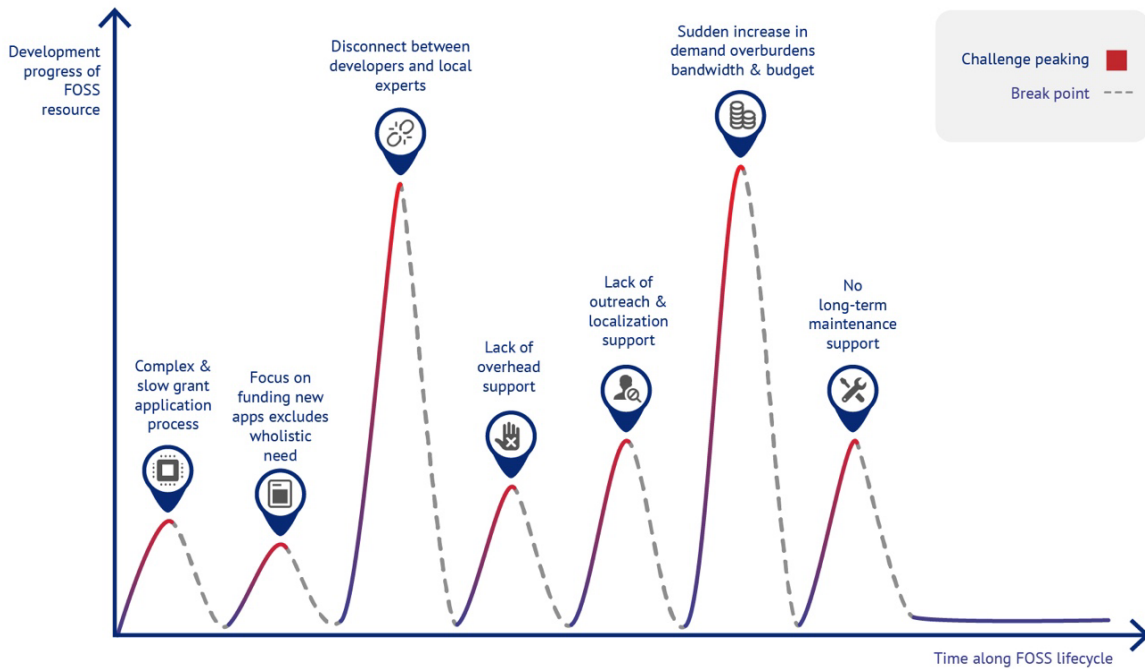 Development
progress of
FOSS
resource
Complex &
slow grant
application
process
Focus on
funding new
apps excludes
wholistic
need
Disconnect between
developers and local
experts
Lack of
overhead
support
Lack of
outreach &
localization
support
Sudden increase in
demand overburdens
bandwidth & budget
No
long-term
maintenance
support
Challenge peaking
Break point
Time along FOSS lifecycle